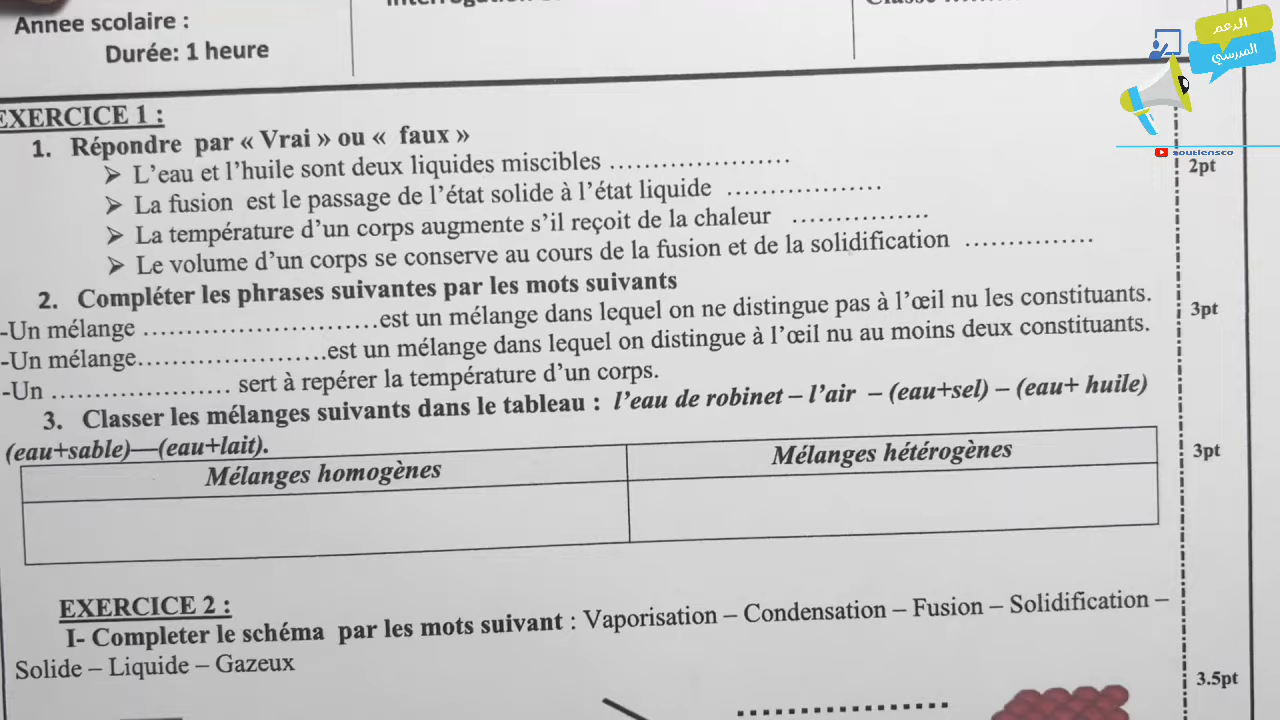 Annee scolaire :
Durée: 1 heure
الدعم
المدرسي
soutiensco
EXERCICE 1 :
1. Répondre par « Vrai » ou « faux »
2pt
➢ L'eau et l'huile sont deux liquides miscibles .....................
➢ La fusion est le passage de l'état solide à l'état liquide ..................
➢ La température d'un corps augmente s'il reçoit de la chaleur ................
➢ Le volume d'un corps se conserve au cours de la fusion et de la solidification ...............
2. Compléter les phrases suivantes par les mots suivants
3pt
-Un mélange ...........................est un mélange dans lequel on ne distingue pas à l'œil nu les constituants.
-Un mélange......................est un mélange dans lequel on distingue à l'œil nu au moins deux constituants.
-Un ..................... sert à repérer la température d'un corps.
3. Classer les mélanges suivants dans le tableau : l'eau de robinet – l'air – (eau+sel) – (eau+ huile)
(eau+sable)—(eau+lait).
3pt
Mélanges homogènes Mélanges hétérogènes
EXERCICE 2 :
I- Completer le schéma par les mots suivant : Vaporisation – Condensation – Fusion – Solidification –
Solide – Liquide – Gazeux
3.5pt